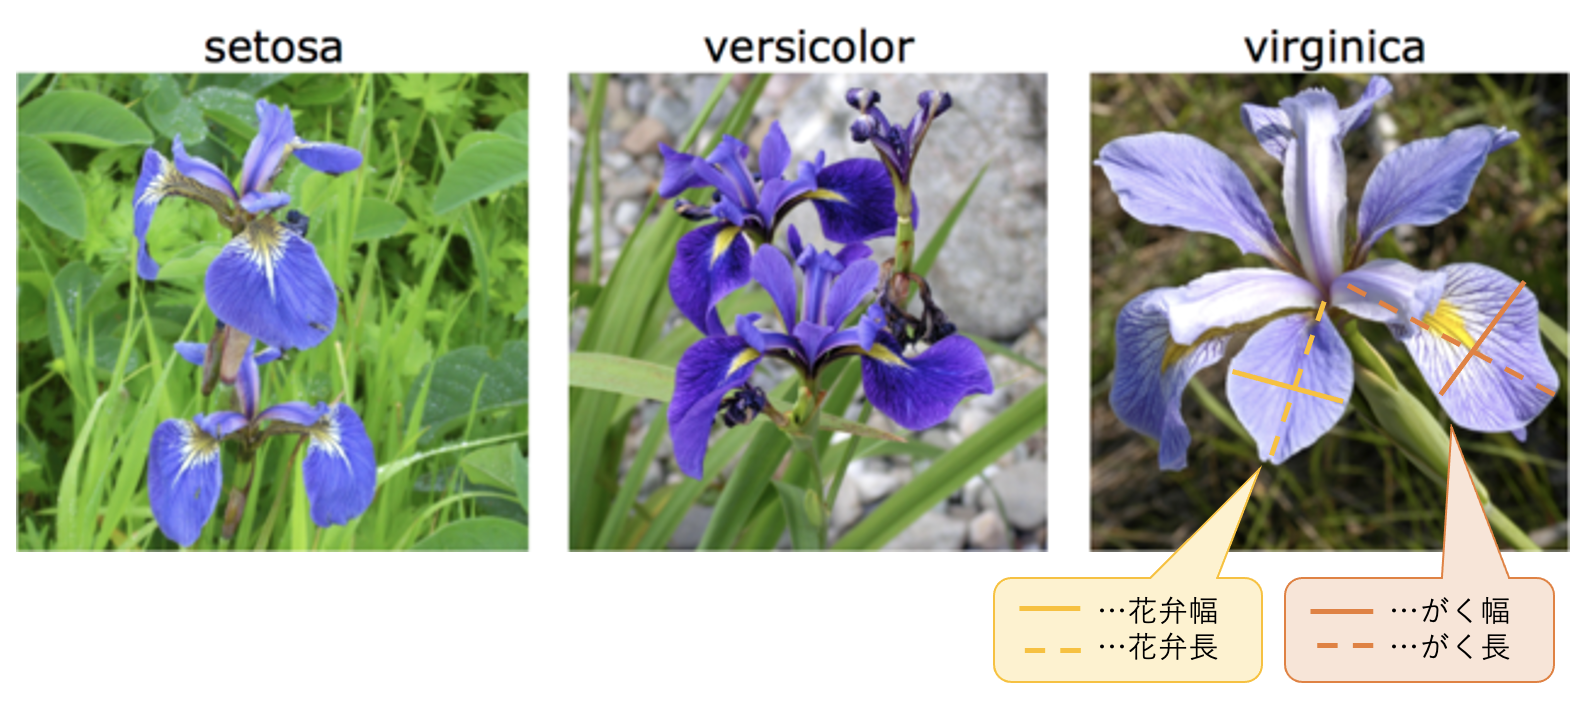 setosa
versicolor
virginica
…花弁幅
…花弁長
…がく幅
…がく長